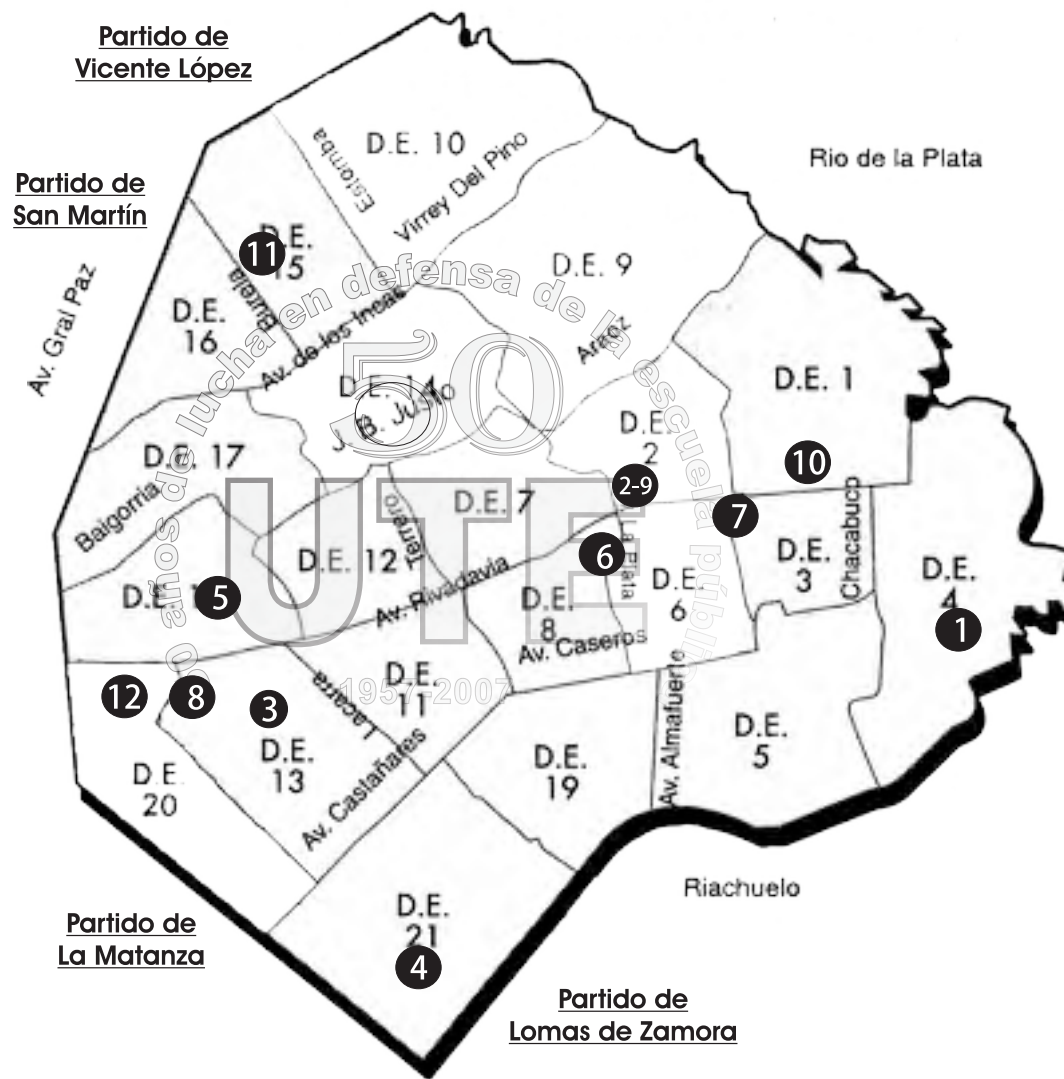 Partido de
Vicente López
D.E. 10
Estomba
Virrey Del Pino
Rio de la Plata
Partido de
San Martín
D.E.
15
11
Burela
D.E. 9
Av. Gral Paz
D.E.
16
Av. de los Incas
Araoz
años de lucha en defensa de la escuela pública
50
D.E. 14
J. B. Justo
D.E. 1
D.E.
2
D.E. 17
10
2-9
Baigorria
D.E. 7
7
Chacabuco
UTE
Terrero
La Plata
6
D.E. 12
D.E.
3
D.E.
4
D.E.
5
Av. Rivadavia
D.E.
8
D.E.
6
1
Av. Caseros
1957-2007
D.E.
11
12
8
3
Lacarra
Av. Almafuerte
D.E.
13
D.E.
5
D.E.
19
D.E.
20
Av. Castañares
Riachuelo
D.E.
21
4
Partido de
La Matanza
Partido de
Lomas de Zamora